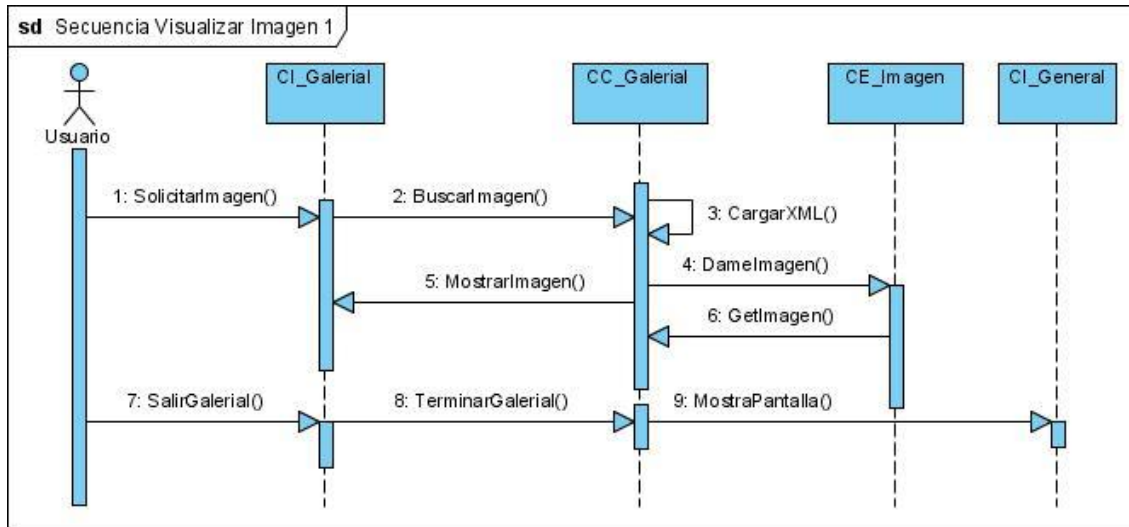 sd Secuencia Visualizar Imagen 1
CI_Galerial
CC_Galerial
CE_Imagen
CI_General
Usuario
1: SolicitarImagen()
2: BuscarImagen()
3: CargarXML()
4: DameImagen()
5: MostrarImagen()
6: GetImagen()
7: SalirGalerial()
8: TerminarGalerial()
9: MostraPantalla()